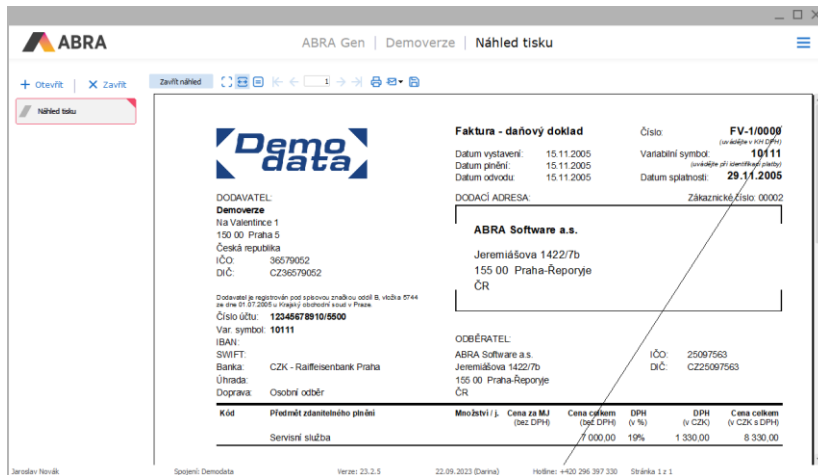 ABRA
ABRA Gen | Demoverze | Náhled tisku
Otevřít | Zavřít
Zavřít náhled
1
Náhled tisku
Demo
data
Faktura - daňový doklad
Číslo: FV-1/0000
(uvádějte v KH DPH)
Datum vystavení: 15.11.2005
Variabilní symbol: 10111
(uvádějte při identifikaci platby)
Datum plnění: 15.11.2005
Datum odvodu: 15.11.2005
Datum splatnosti: 29.11.2005
DODAVATEL:
Demoverze
Na Valentince 1
150 00 Praha 5
Česká republika
IČO: 36579052
DIČ: CZ36579052
DODACÍ ADRESA:
Zákaznické číslo: 00002
ABRA Software a.s.
Jeremiášova 1422/7b
155 00 Praha-Řeporyje
ČR
Dodavatel je registrován pod spisovou značkou oddíl B, vložka 6744
ze dne 01.07.2005 u Krajský obchodní soud v Praze.
Číslo účtu: 12345678910/5500
Var. symbol: 10111
IBAN:
SWIFT:
Banka: CZK - Raiffeisenbank Praha
Úhrada:
Doprava: Osobní odběr
ODBĚRATEL:
ABRA Software a.s.
Jeremiášova 1422/7b
155 00 Praha-Řeporyje
ČR
IČO: 25097563
DIČ: CZ25097563
Kód Předmět zdanitelného plnění Množství / j. Cena za MJ Cena celkem DPH DPH Cena celkem
(bez DPH) (bez DPH) (v %) (v CZK) (v CZK s DPH)
Servisní služba 7 000,00 19% 1 330,00 8 330,00
Jaroslav Novák Spojení: Demodata Verze: 23.2.5 22.09.2023 (Darina) Hotline: +420 296 397 330 Stránka 1 z 1